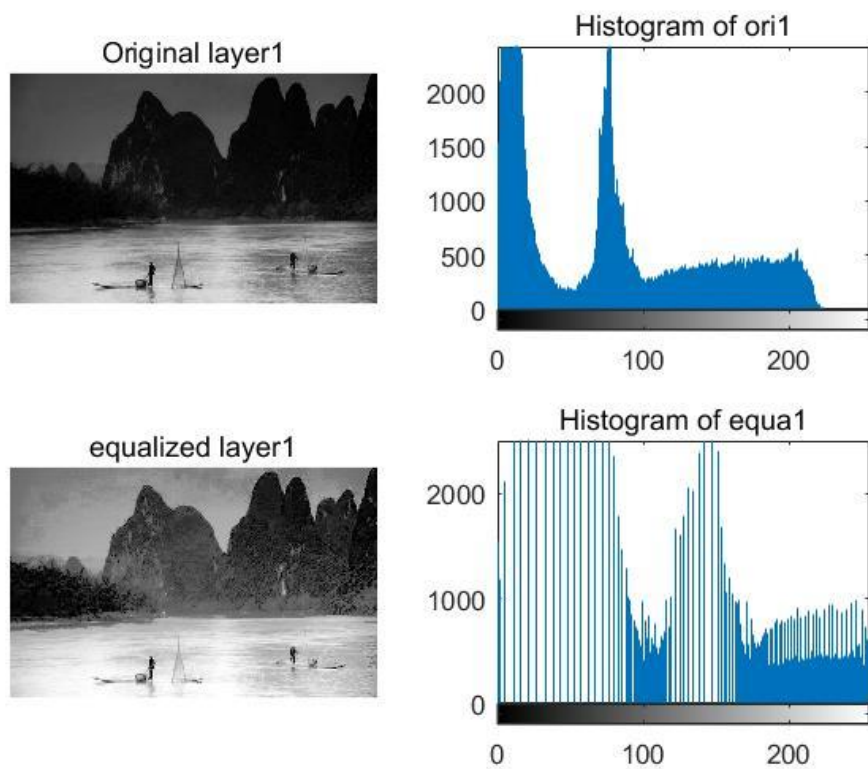 Original layer1
Histogram of ori1
2000
1500
1000
500
0
0 100 200
equalized layer1
Histogram of equa1
2000
1000
0
0 100 200